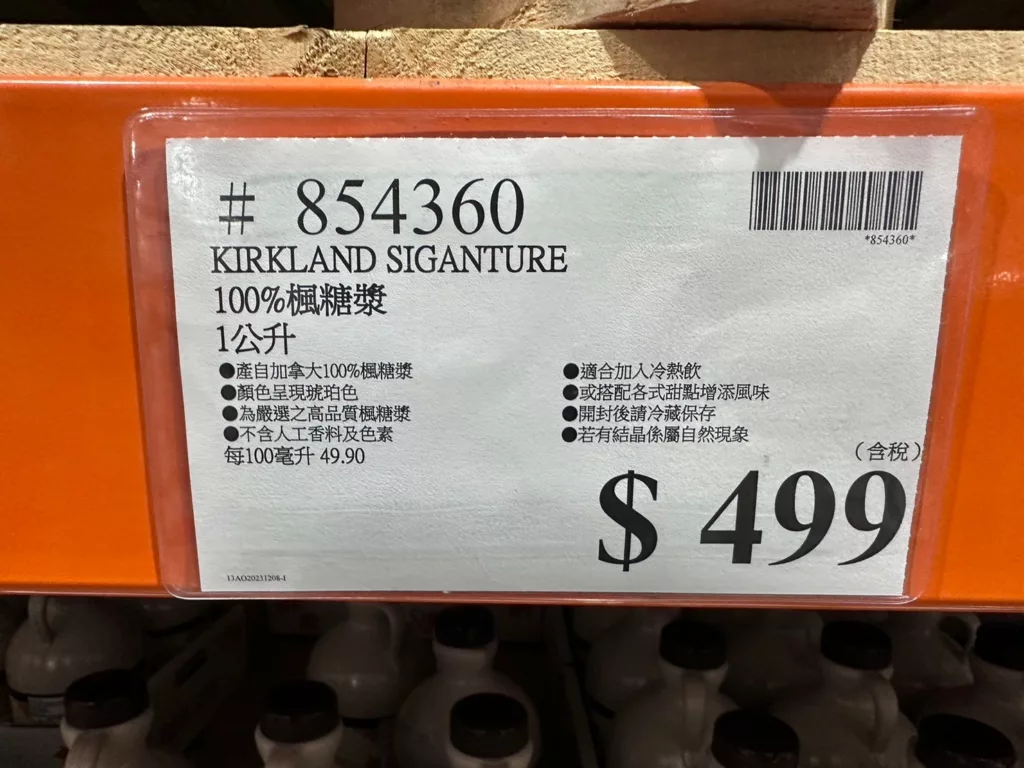 # 854360
*854360*
KIRKLAND SIGANTURE
100%楓糖漿
1公升
●產自加拿大100%楓糖漿
●顏色呈現琥珀色
●為嚴選之高品質楓糖漿
●不含人工香料及色素
每100毫升 49.90
●適合加入冷熱飲
●或搭配各式甜點增添風味
●開封後請冷藏保存
●若有結晶係屬自然現象
(含稅)
$ 499
13AO20231208-1